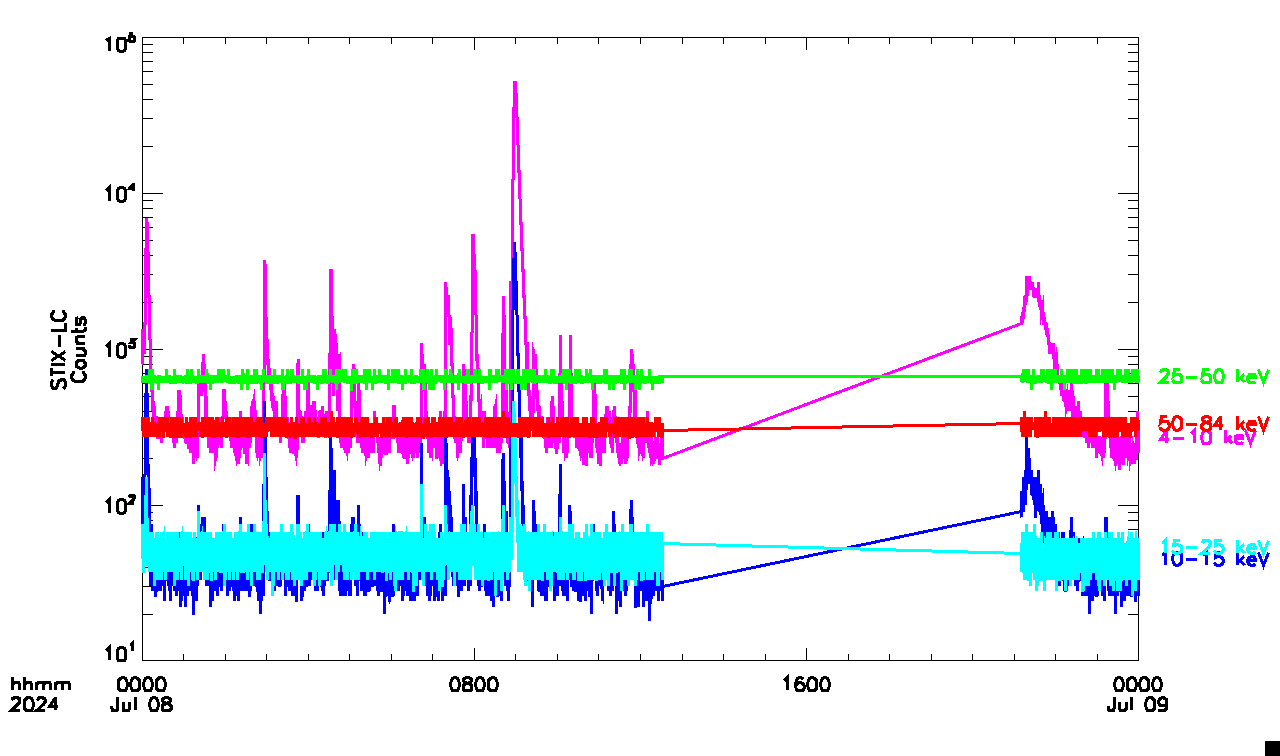 10⁵
10⁴
10³
10²
10¹
STIX-LC
Counts
25-50 keV
50-84 keV
4-10 keV
15-25 keV
10-15 keV
hhmm 0000 0800 1600 0000
2024 Jul 08 Jul 09